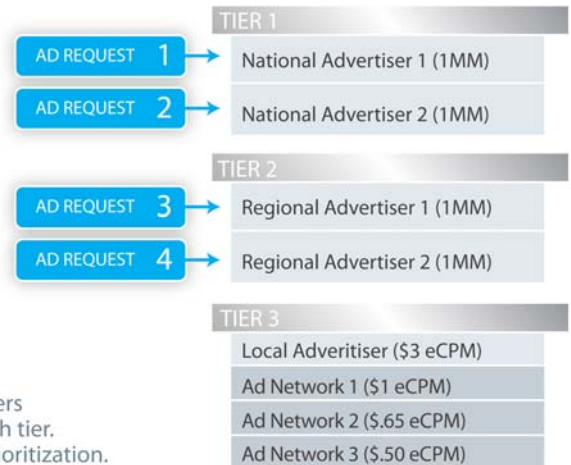 TIER 1
AD REQUEST 1
National Advertiser 1 (1MM)
AD REQUEST 2
National Advertiser 2 (1MM)
TIER 2
AD REQUEST 3
Regional Advertiser 1 (1MM)
AD REQUEST 4
Regional Advertiser 2 (1MM)
TIER 3
Local Adveritiser ($3 eCPM)
Ad Network 1 ($1 eCPM)
Ad Network 2 ($.65 eCPM)
Ad Network 3 ($.50 eCPM)
tier.